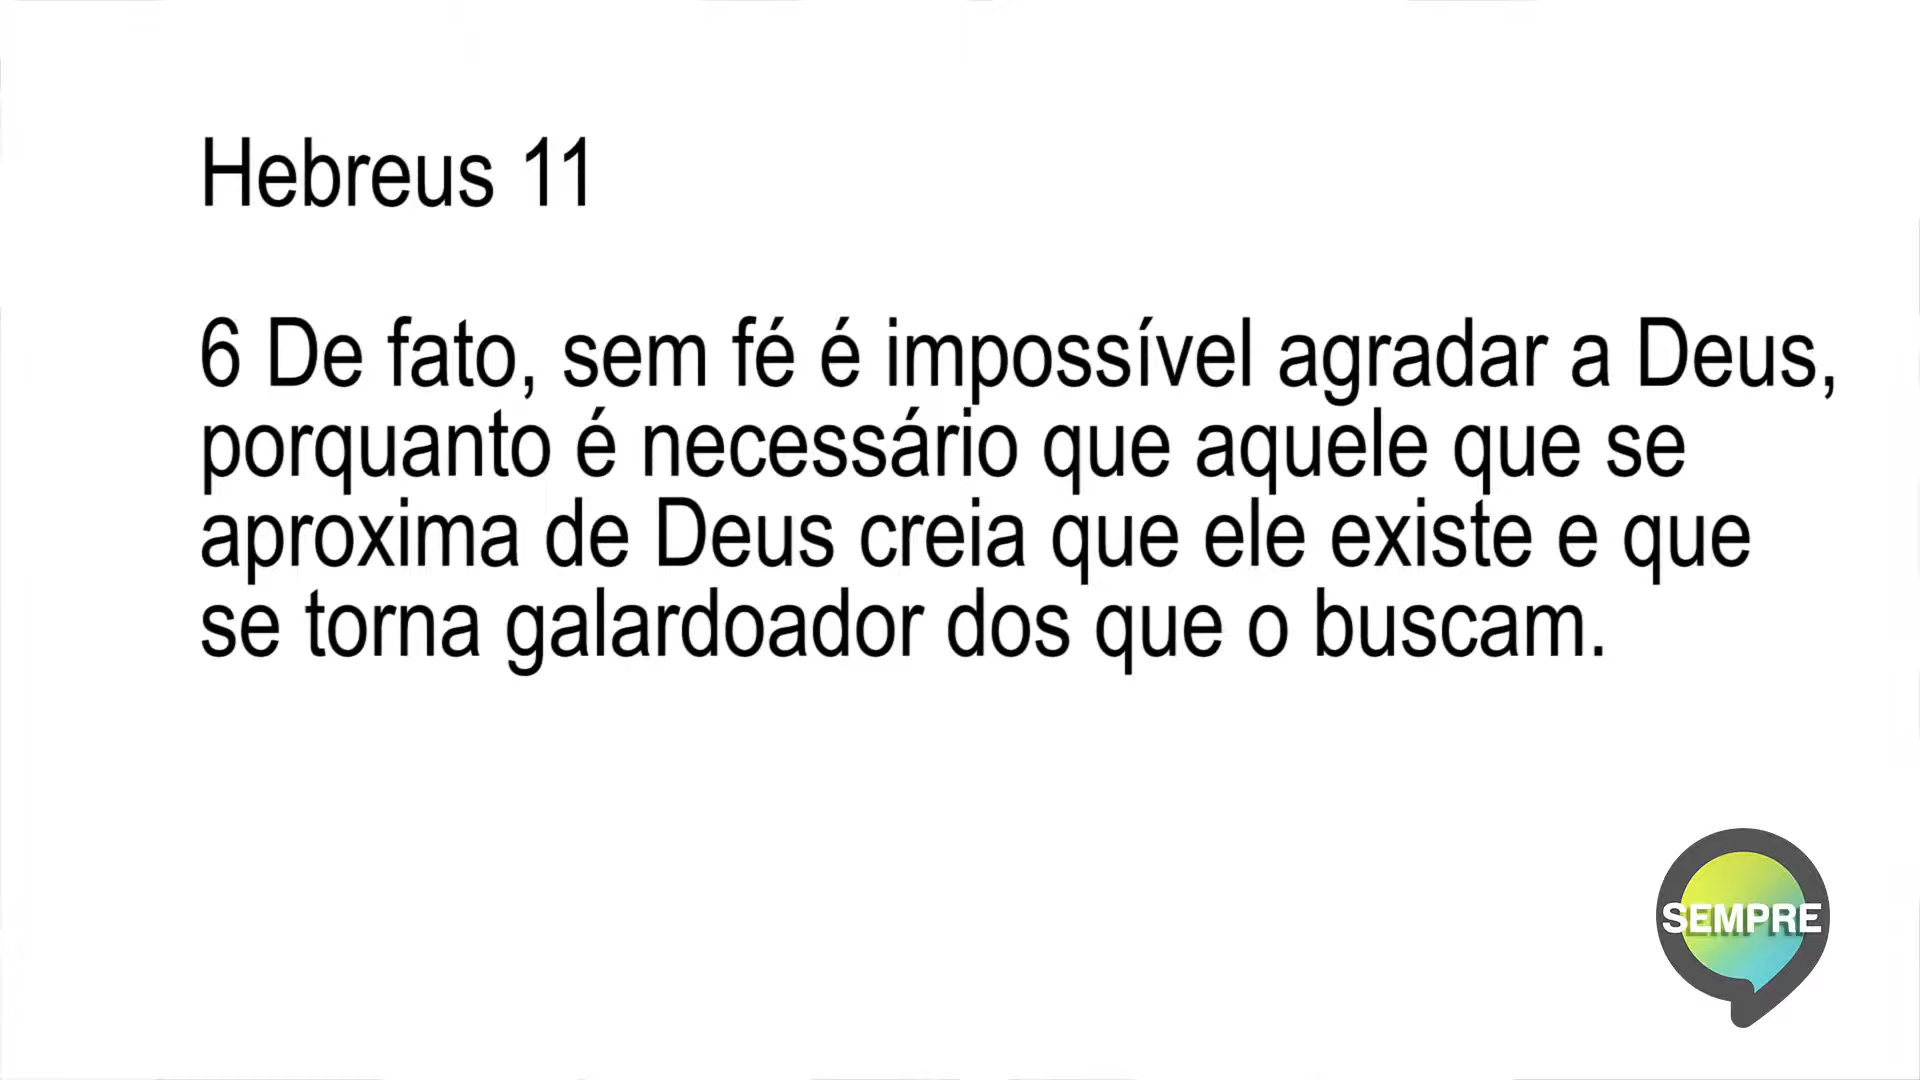 Hebreus 11
6 De fato, sem fé é impossível agradar a Deus,
porquanto é necessário que aquele que se
aproxima de Deus creia que ele existe e que
se torna galardoador dos que o buscam.
SEMPRE